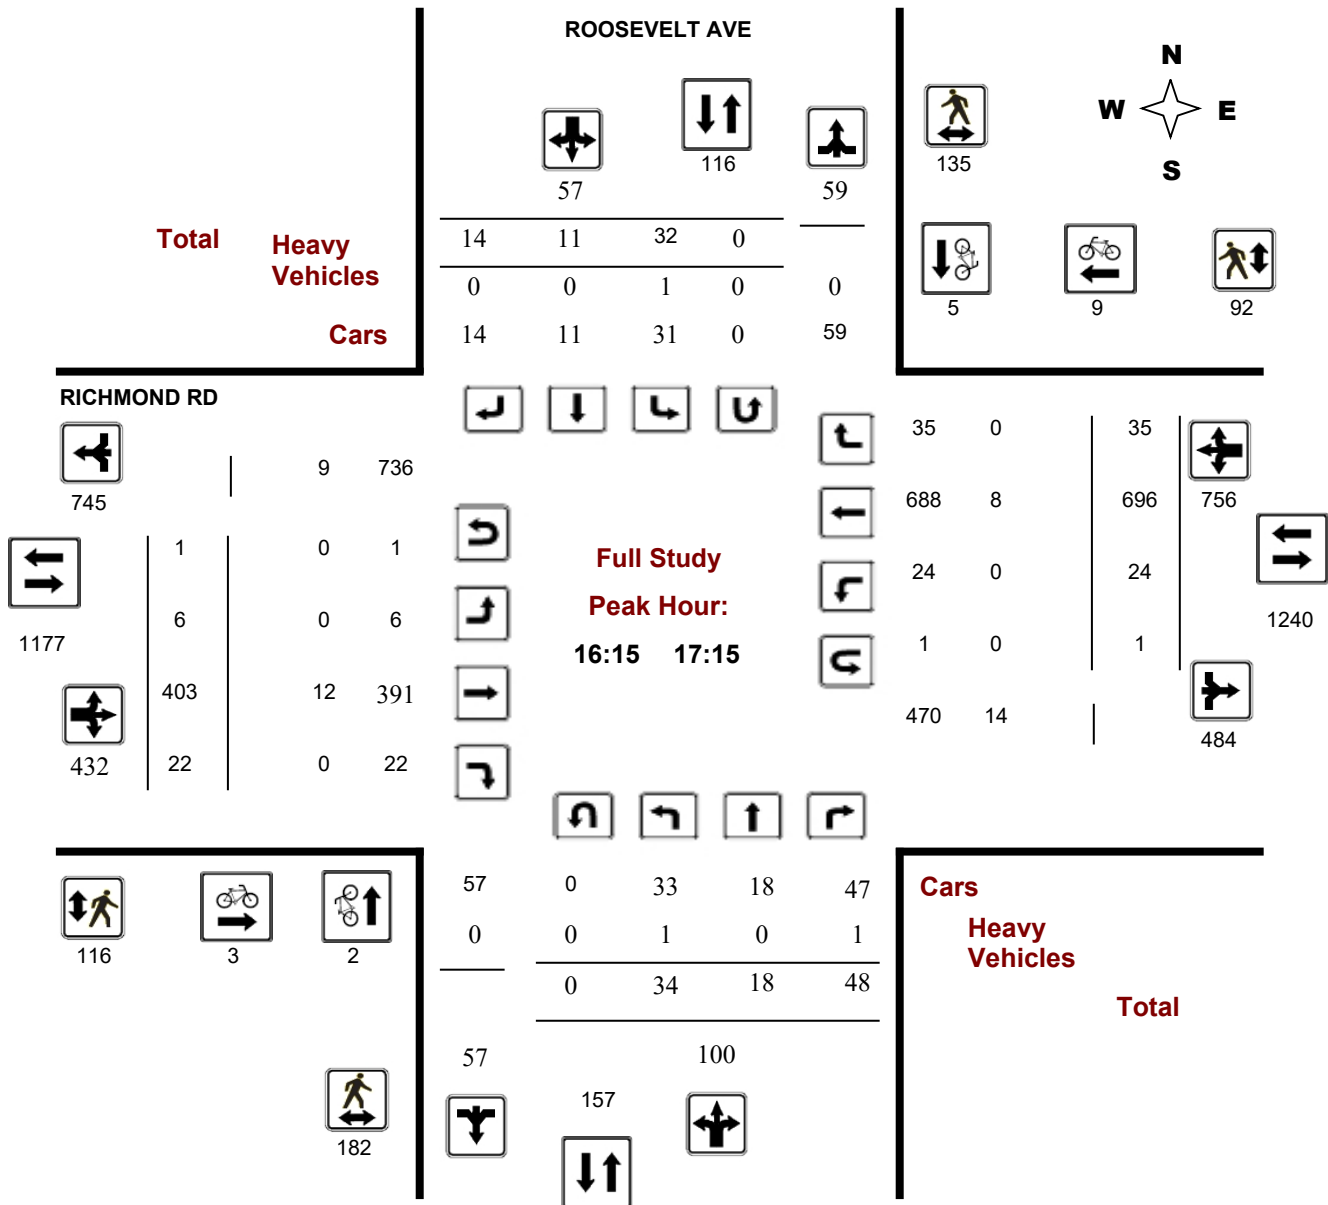 ROOSEVELT AVE
N
W E
S
116
135
57 59
Total Heavy Vehicles
14 11 32 0
0 0 1 0 0
5 9 92
Cars 14 11 31 0 59
RICHMOND RD
35 0 35
9 736
745
688 8 696 756
1 0 1
Full Study
24 0 24
6 0 6
Peak Hour:
1240
1177
16:15 17:15
1 0 1
403 12 391
470 14
484
432 22 0 22
57 0 33 18 47
Cars
0 0 1 0 1
Heavy Vehicles
116 3 2
0 34 18 48
Total
57 100
157
182